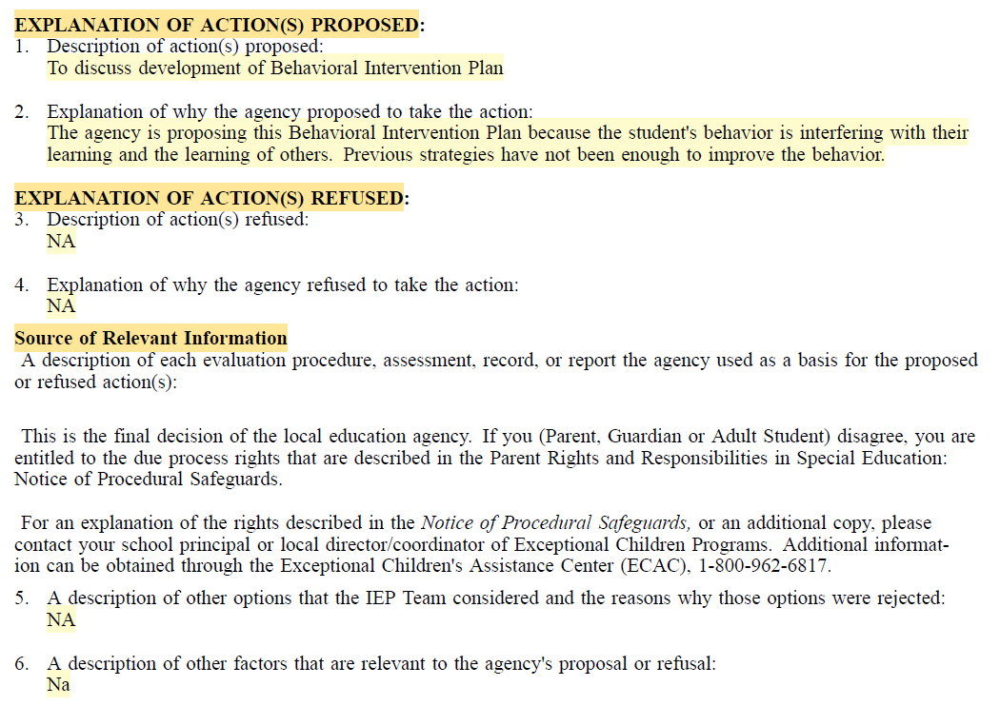 EXPLANATION OF ACTION(S) PROPOSED:
1. Description of action(s) proposed:
To discuss development of Behavioral Intervention Plan
2. Explanation of why the agency proposed to take the action:
The agency is proposing this Behavioral Intervention Plan because the student's behavior is interfering with their
learning and the learning of others. Previous strategies have not been enough to improve the behavior.
EXPLANATION OF ACTION(S) REFUSED:
3. Description of action(s) refused:
NA
4. Explanation of why the agency refused to take the action:
NA
Source of Relevant Information
A description of each evaluation procedure, assessment, record, or report the agency used as a basis for the proposed
or refused action(s):
This is the final decision of the local education agency. If you (Parent, Guardian or Adult Student) disagree, you are
entitled to the due process rights that are described in the Parent Rights and Responsibilities in Special Education:
Notice of Procedural Safeguards.
For an explanation of the rights described in the Notice of Procedural Safeguards, or an additional copy, please
contact your school principal or local director/coordinator of Exceptional Children Programs. Additional informat-
ion can be obtained through the Exceptional Children's Assistance Center (ECAC), 1-800-962-6817.
5. A description of other options that the IEP Team considered and the reasons why those options were rejected:
NA
6. A description of other factors that are relevant to the agency's proposal or refusal:
Na